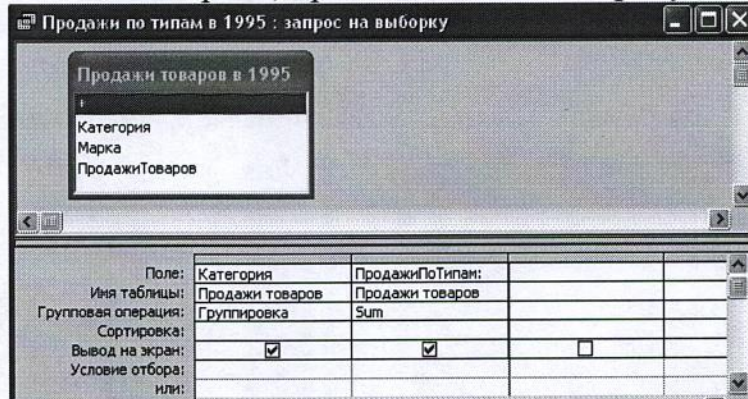 Продажи по типам в 1995 : запрос на выборку
Продажи товаров в 1995
*
Категория
Марка
ПродажиТоваров
Поле: Категория ПродажиПоТипам:
Имя таблицы: Продажи товаров Продажи товаров
Групповая операция: Группировка Sum
Сортировка:
Вывод на экран:
Условие отбора:
или: